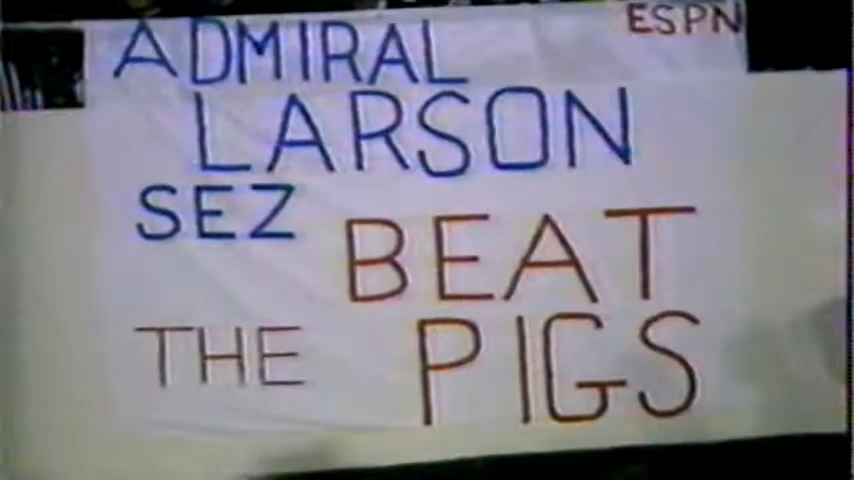 ESPN
ADMIRAL
LARSON
SEZ
BEAT
THE PIGS